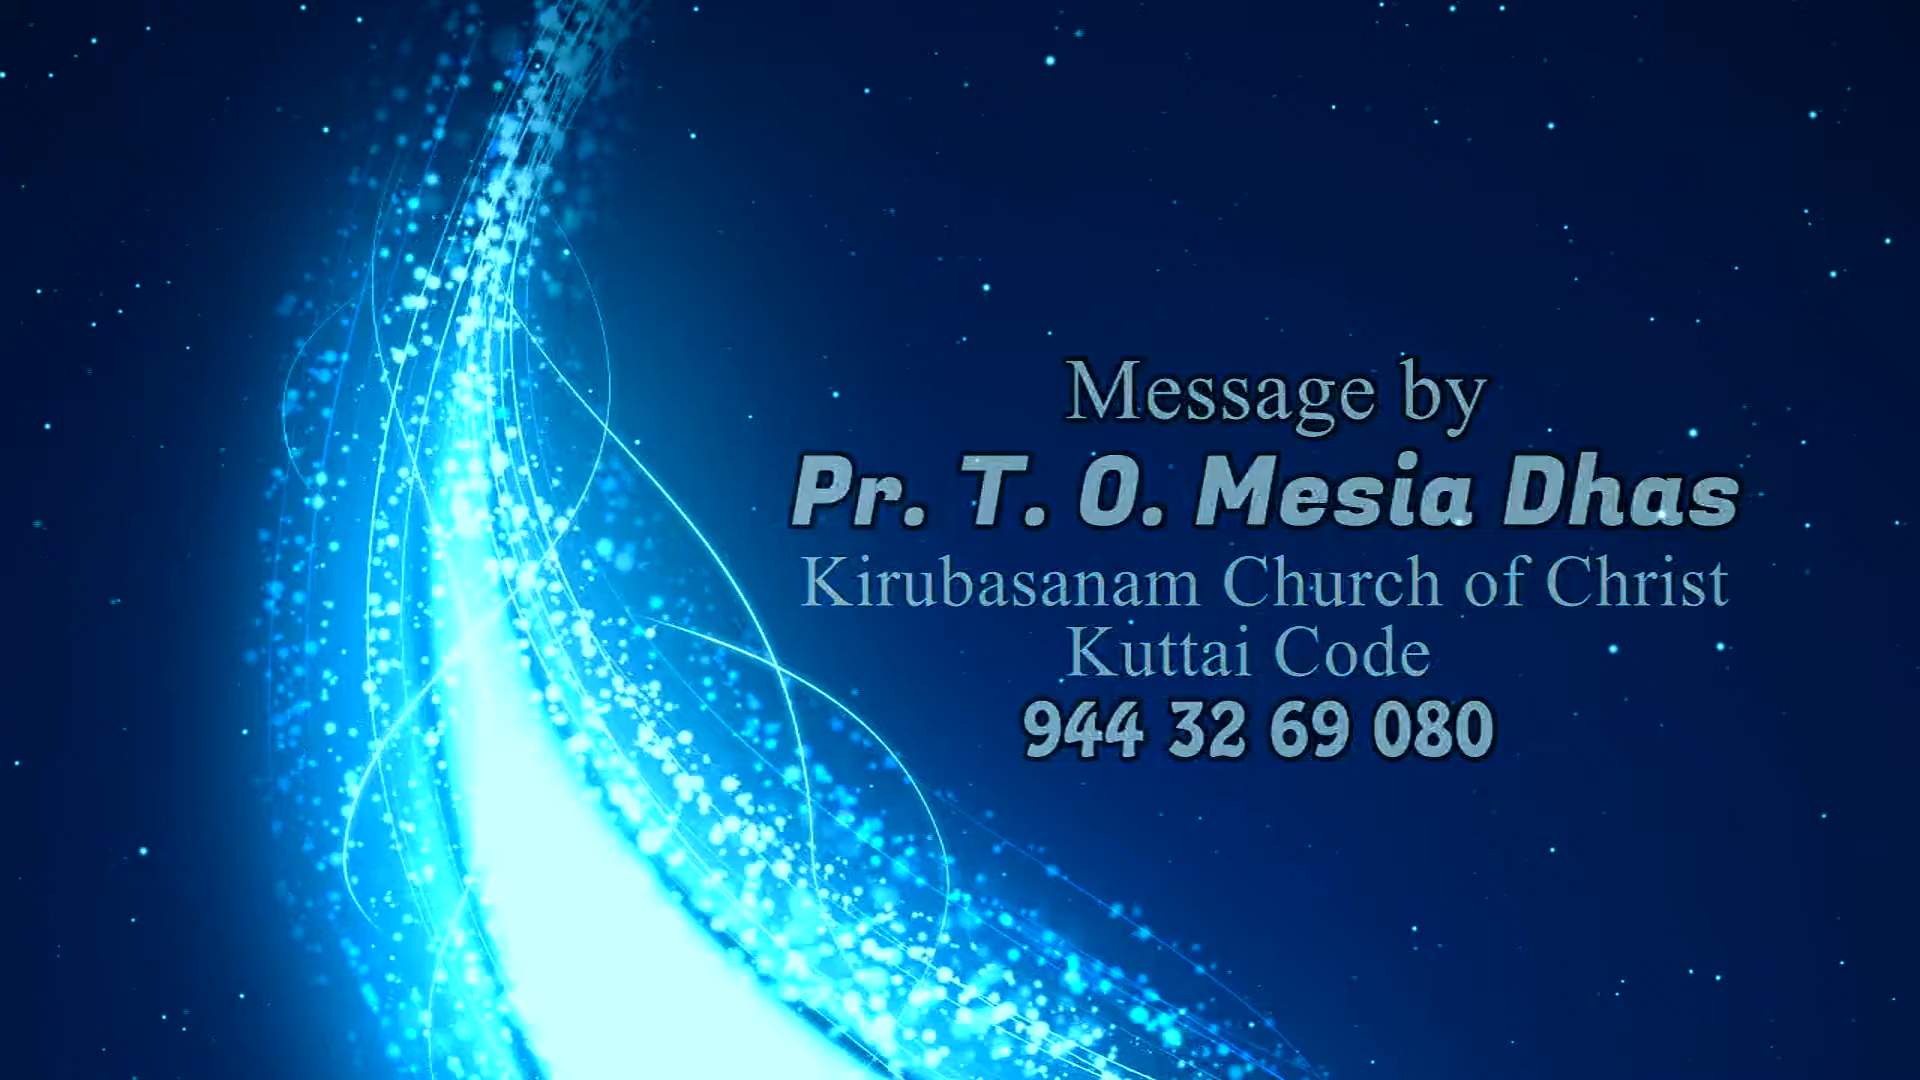 Message by
Pr. T. O. Mesia Dhas
Kirubasanam Church of Christ
Kuttai Code
944 32 69 080